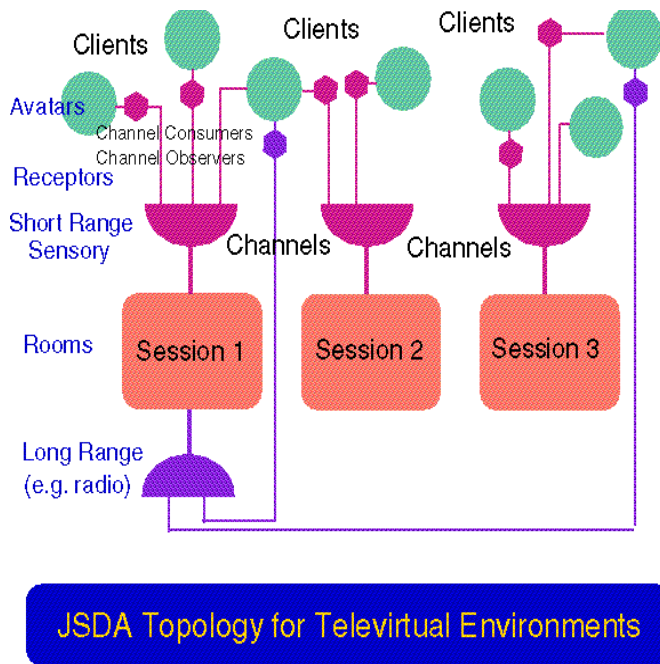 Clients
Clients
Clients
Avatars
Channel Consumers
Channel Observers
Receptors
Short Range
Sensory
Channels
Channels
Rooms
Session 1
Session 2
Session 3
Long Range
(e.g. radio)
JSDA Topology for Televirtual Environments